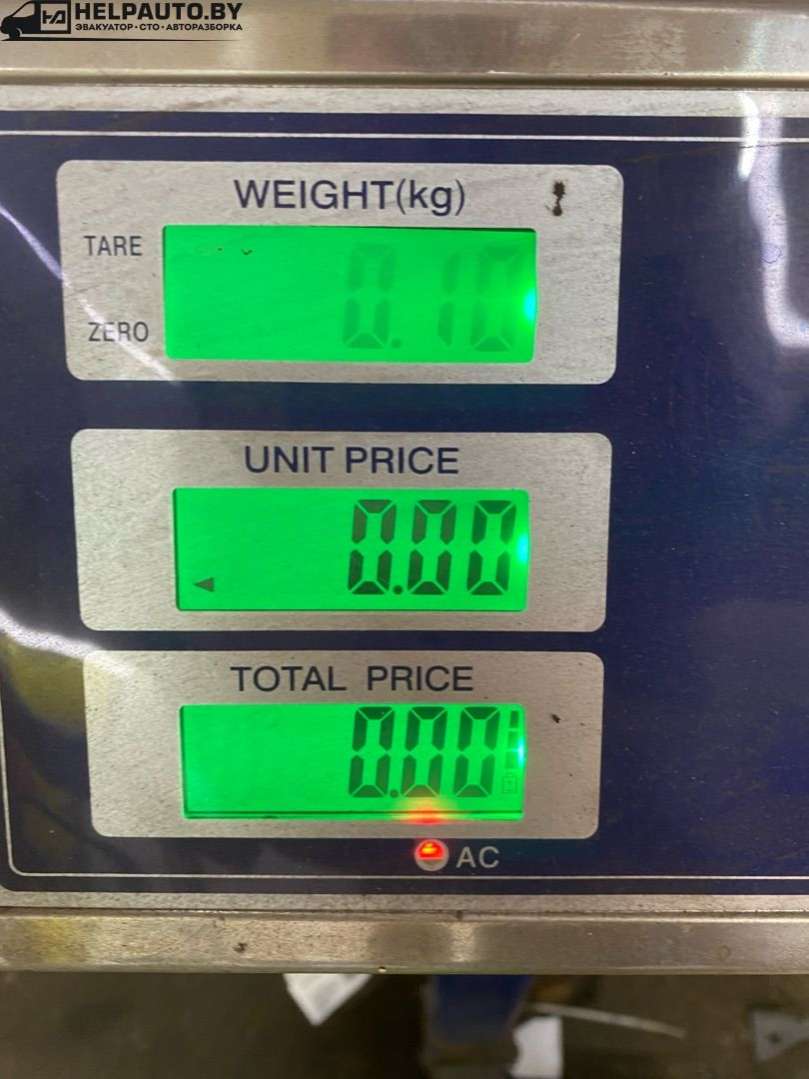 HELPAUTO.BY
ЭВАКУАТОР • СТО • АВТОРАЗБОРКА
WEIGHT(kg)
TARE
0.10
ZERO
UNIT PRICE
0.00
TOTAL PRICE
0.00
AC